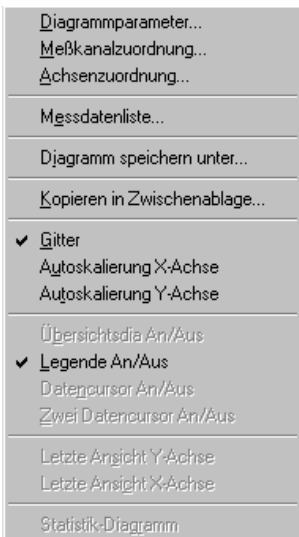 Diagrammparameter...
Meßkanalzuordnung...
Achsenzuordnung...
Messdatenliste...
Diagramm speichern unter...
Kopieren in Zwischenablage...
Gitter
Autoskalierung X-Achse
Autoskalierung Y-Achse
Übersichtsdia An/Aus
Legende An/Aus
Datencursor An/Aus
Zwei Datencursor An/Aus
Letzte Ansicht Y-Achse
Letzte Ansicht X-Achse
Statistik-Diagramm